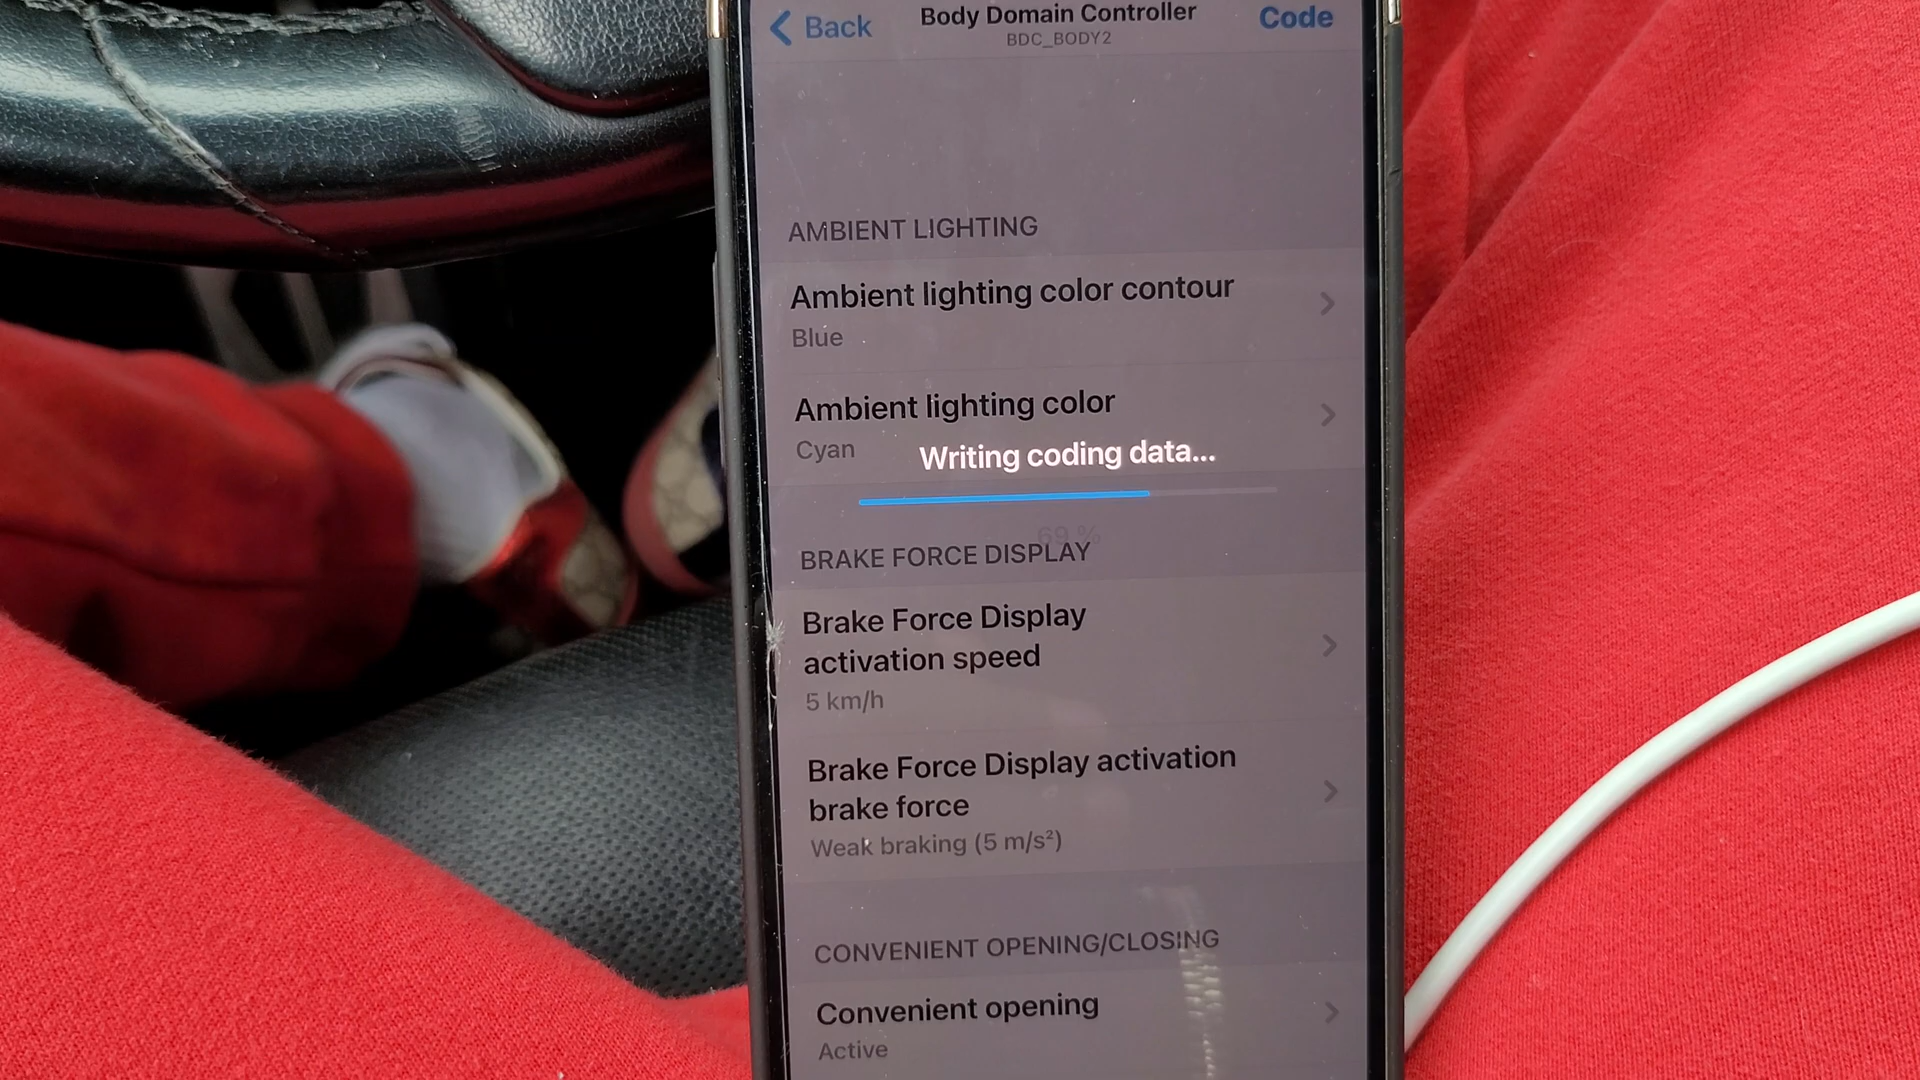 Back
Body Domain Controller
Code
BDC_BODY2
AMBIENT LIGHTING
Ambient lighting color contour
Blue
Ambient lighting color
Cyan
Writing coding data...
69 %
BRAKE FORCE DISPLAY
Brake Force Display
activation speed
5 km/h
Brake Force Display activation
brake force
Weak braking (5 m/s²)
CONVENIENT OPENING/CLOSING
Convenient opening
Active